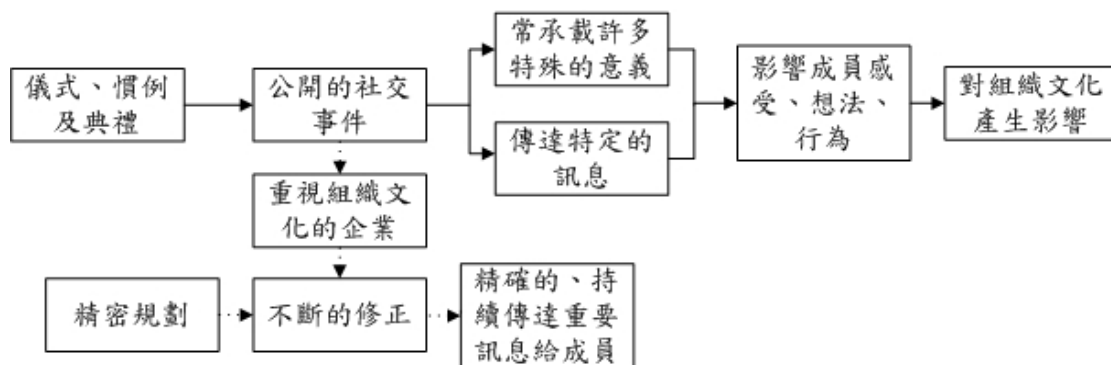 儀式、慣例
及典禮
公開的社交
事件
常承載許多
特殊的意義
傳達特定的
訊息
影響成員感
受、想法、
行為
對組織文化
產生影響
重視組織文
化的企業
精密規劃
不斷的修正
精確的、持
續傳達重要
訊息給成員